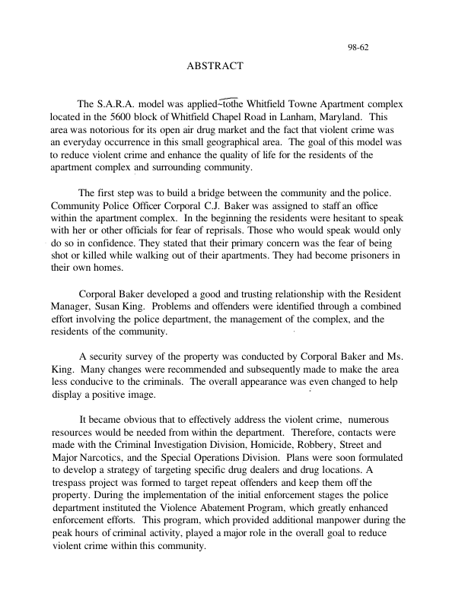 98-62
ABSTRACT
The S.A.R.A. model was applied tothe Whitfield Towne Apartment complex
located in the 5600 block of Whitfield Chapel Road in Lanham, Maryland. This
area was notorious for its open air drug market and the fact that violent crime was
an everyday occurrence in this small geographical area. The goal of this model was
to reduce violent crime and enhance the quality of life for the residents of the
apartment complex and surrounding community.
The first step was to build a bridge between the community and the police.
Community Police Officer Corporal C.J. Baker was assigned to staff an office
within the apartment complex. In the beginning the residents were hesitant to speak
with her or other officials for fear of reprisals. Those who would speak would only
do so in confidence. They stated that their primary concern was the fear of being
shot or killed while walking out of their apartments. They had become prisoners in
their own homes.
Corporal Baker developed a good and trusting relationship with the Resident
Manager, Susan King. Problems and offenders were identified through a combined
effort involving the police department, the management of the complex, and the
residents of the community.
A security survey of the property was conducted by Corporal Baker and Ms.
King. Many changes were recommended and subsequently made to make the area
less conducive to the criminals. The overall appearance was even changed to help
display a positive image.
It became obvious that to effectively address the violent crime, numerous
resources would be needed from within the department. Therefore, contacts were
made with the Criminal Investigation Division, Homicide, Robbery, Street and
Major Narcotics, and the Special Operations Division. Plans were soon formulated
to develop a strategy of targeting specific drug dealers and drug locations. A
trespass project was formed to target repeat offenders and keep them off the
property. During the implementation of the initial enforcement stages the police
department instituted the Violence Abatement Program, which greatly enhanced
enforcement efforts. This program, which provided additional manpower during the
peak hours of criminal activity, played a major role in the overall goal to reduce
violent crime within this community.